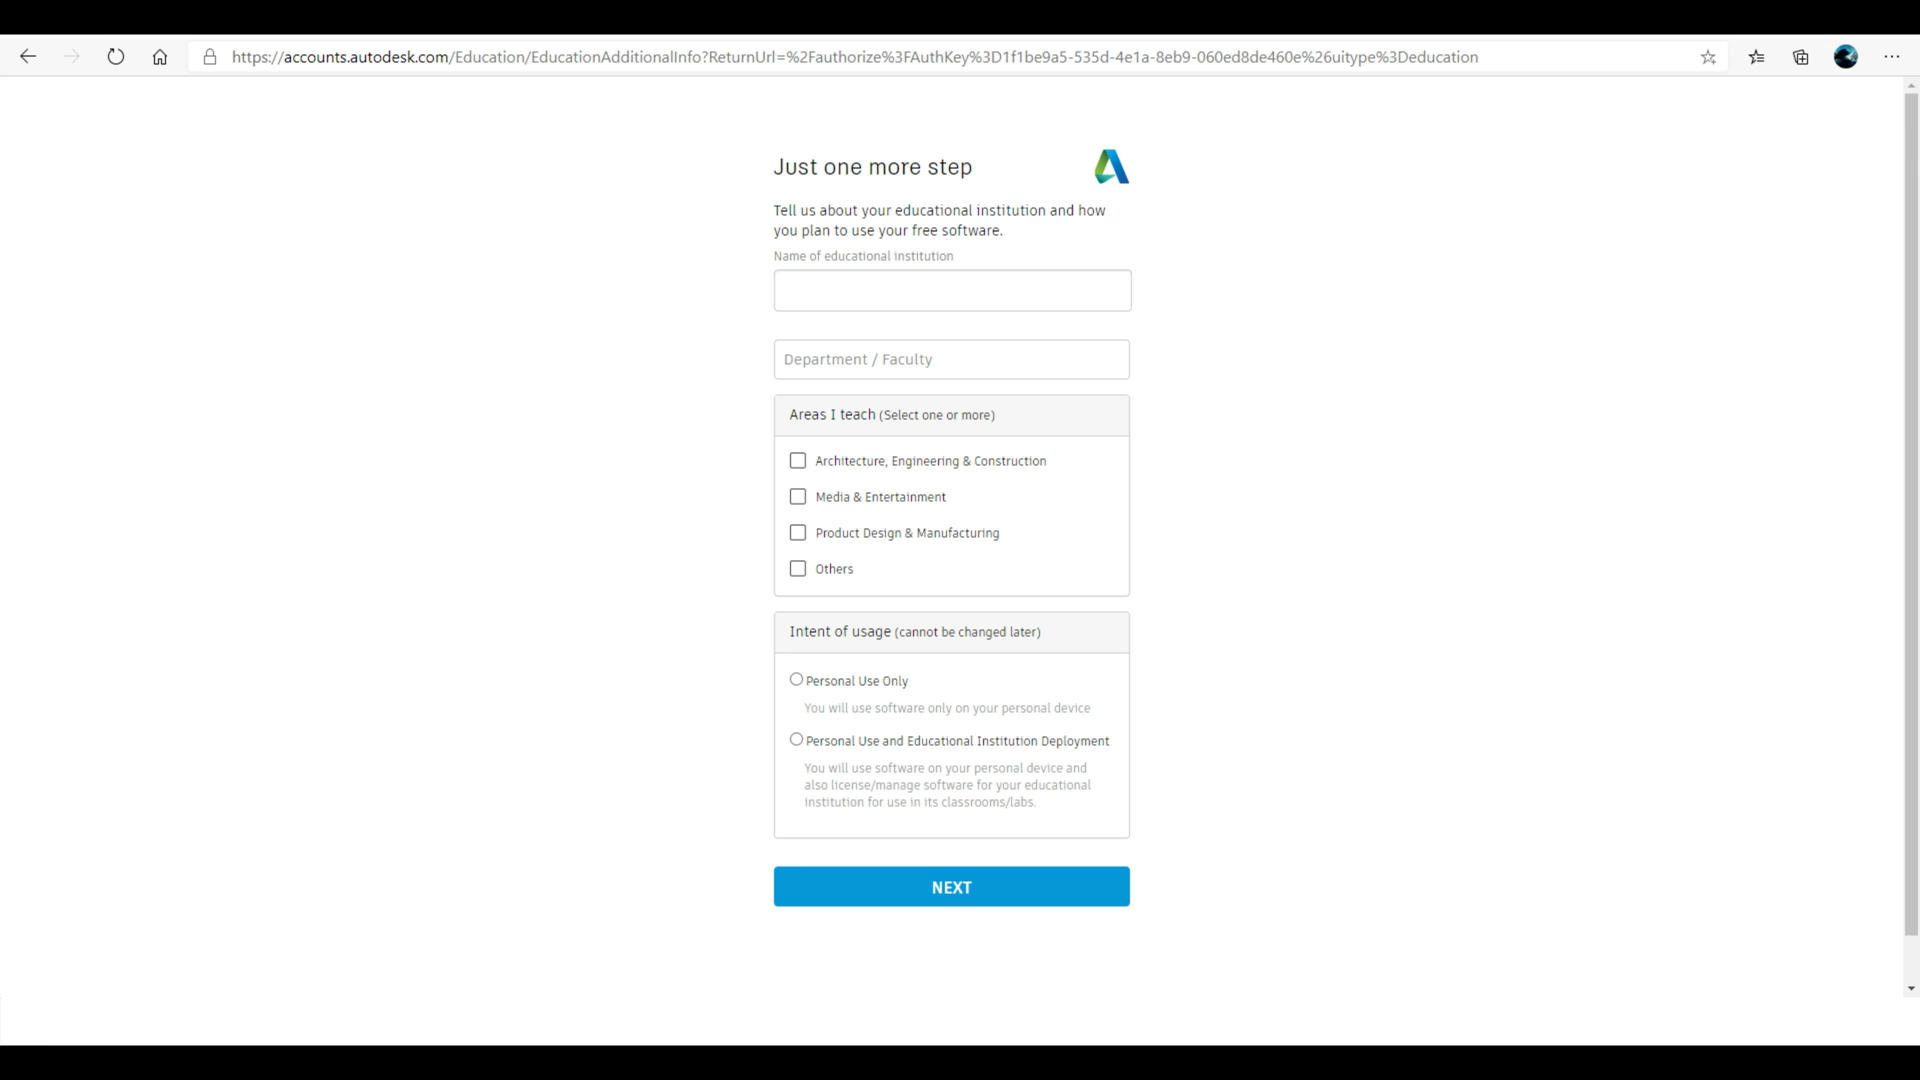 https://accounts.autodesk.com/Education/EducationAdditionalInfo?ReturnUrl=%2Fauthorize%3FAuthKey%3D1f1be9a5-535d-4e1a-8eb9-060ed8de460e%26uitype%3Deducation
Just one more step
Tell us about your educational institution and how
you plan to use your free software.
Name of educational institution
Department / Faculty
Areas I teach (Select one or more)
Architecture, Engineering & Construction
Media & Entertainment
Product Design & Manufacturing
Others
Intent of usage (cannot be changed later)
Personal Use Only
You will use software only on your personal device
Personal Use and Educational Institution Deployment
You will use software on your personal device and
also license/manage software for your educational
institution for use in its classrooms/labs.
NEXT